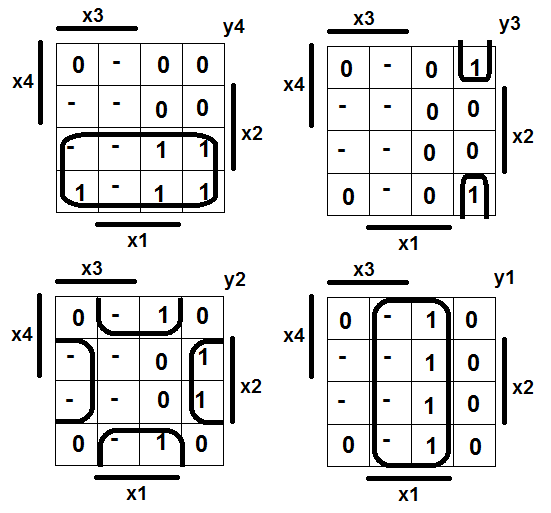 x3 y4
x4
0 - 0 0
- - 0 0
x2
- - 1 1
1 - 1 1
x1
x3 y3
x4
0 - 0 1
- - 0 0
x2
- - 0 0
0 - 0 1
x1
x3 y2
x4
0 - 1 0
- - 0 1
x2
- - 0 1
0 - 1 0
x1
x3 y1
x4
0 - 1 0
- - 1 0
x2
- - 1 0
0 - 1 0
x1